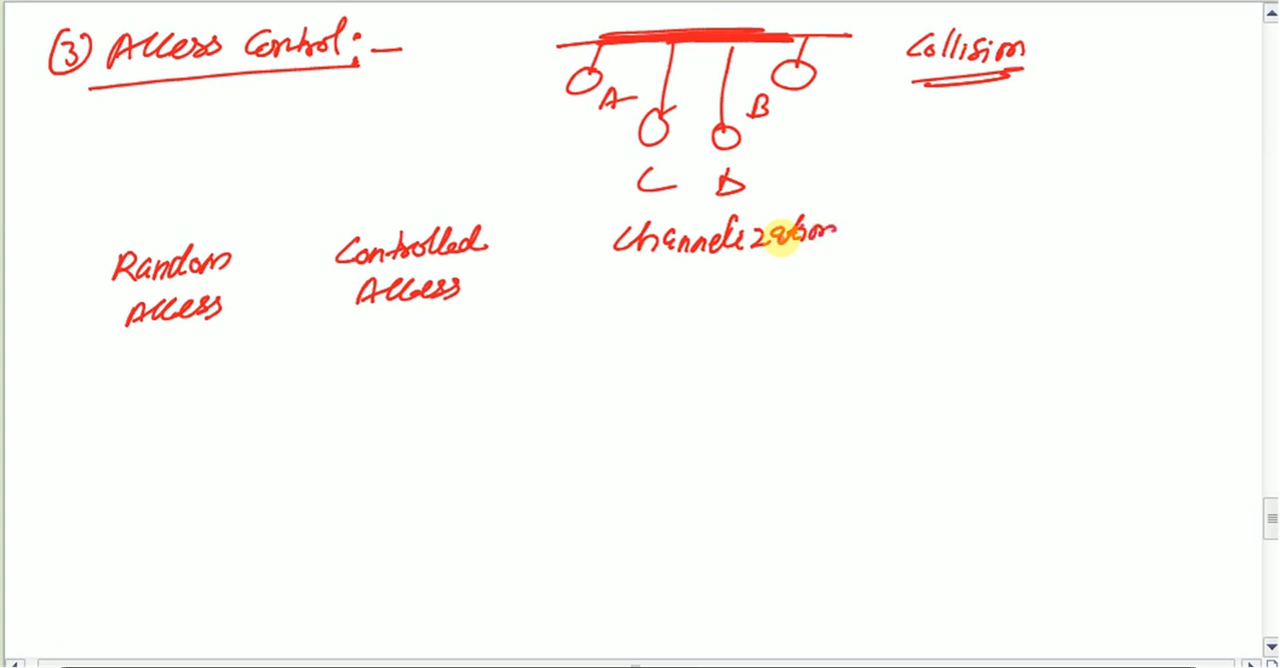 (3) Access Control:-
Collision
A
B
C D
Random Controlled Channelization
Access Access